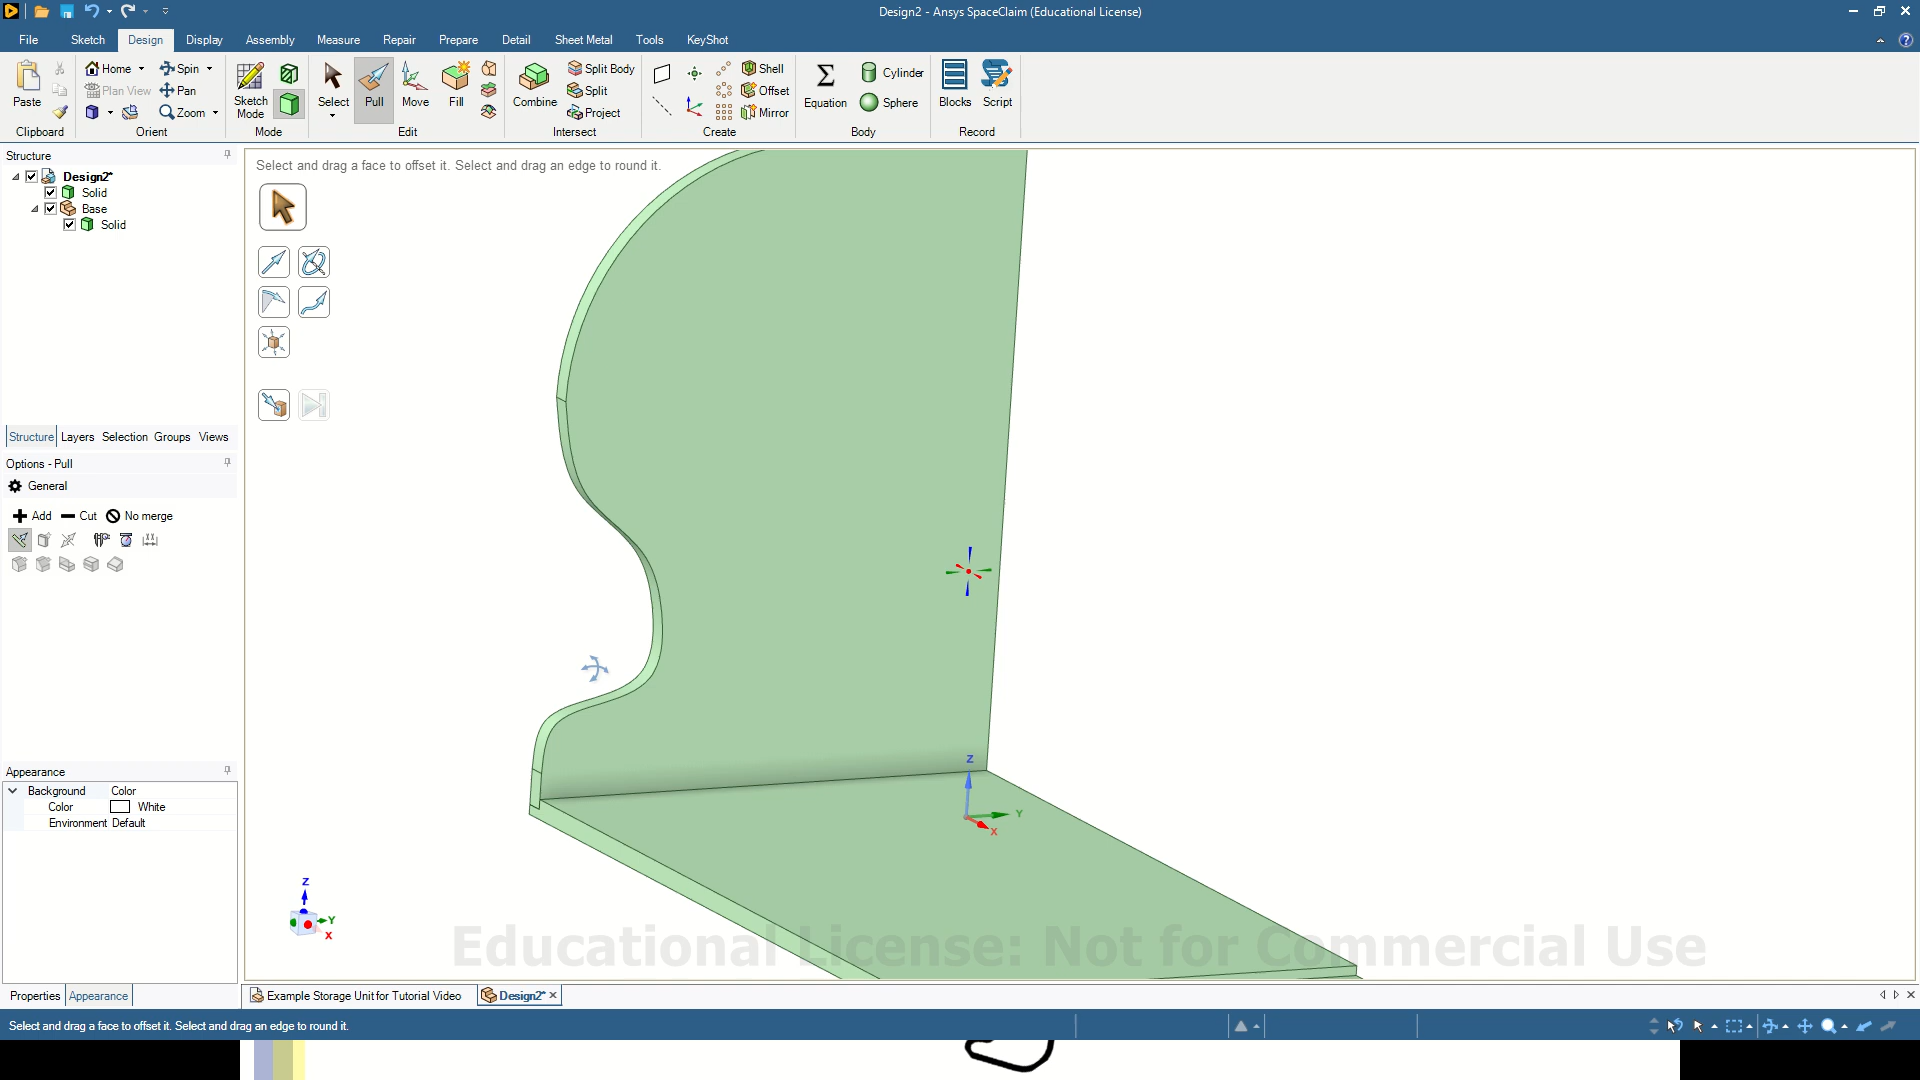 Design2 - Ansys SpaceClaim (Educational License)
File Sketch Design Display Assembly Measure Repair Prepare Detail Sheet Metal Tools KeyShot
Paste
Clipboard
Home Spin
Plan View Pan
Zoom
Orient
Sketch Mode
Mode
Select Pull Move Fill
Edit
Combine Split Body
Split
Project
Intersect
Shell
Offset
Mirror
Create
Equation Cylinder
Sphere
Body
Blocks Script
Record
Structure
Design2*
Solid
Base
Solid
Structure Layers Selection Groups Views
Options - Pull
General
Add Cut No merge
Appearance
Background Color
Color White
Environment Default
Properties Appearance
Select and drag a face to offset it. Select and drag an edge to round it.
Z
Y
X
Z
Y
X
Educational License: Not for Commercial Use
Example Storage Unit for Tutorial Video Design2*
Select and drag a face to offset it. Select and drag an edge to round it.